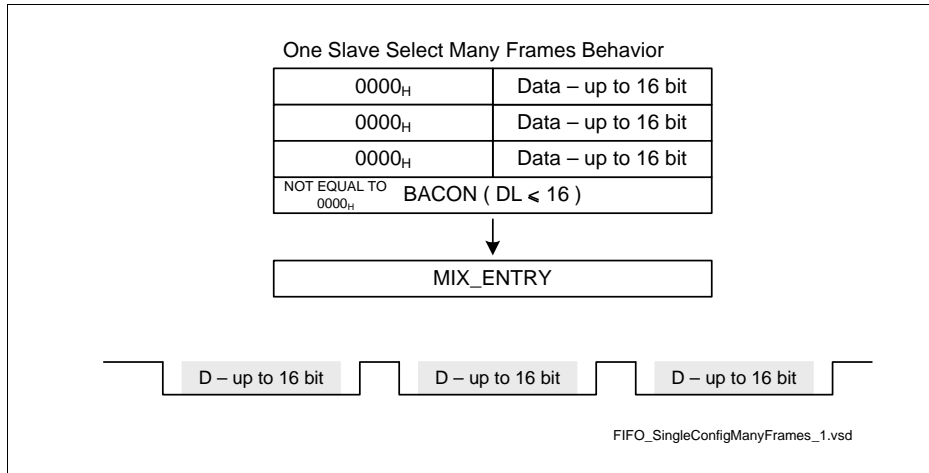 One Slave Select Many Frames Behavior
0000H Data – up to 16 bit
0000H Data – up to 16 bit
0000H Data – up to 16 bit
NOT EQUAL TO
0000H
BACON ( DL ⩽ 16 )
MIX_ENTRY
D – up to 16 bit D – up to 16 bit D – up to 16 bit
FIFO_SingleConfigManyFrames_1.vsd